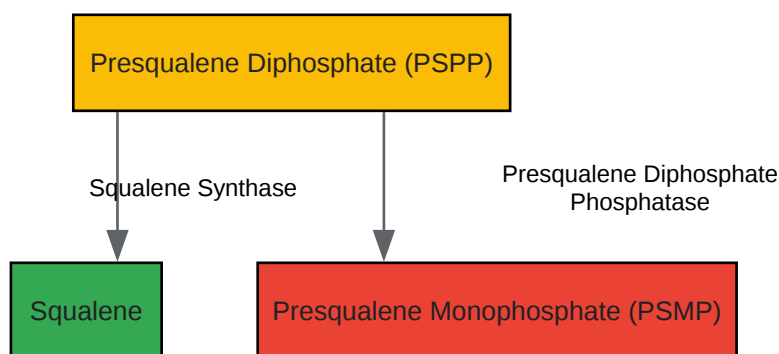 Presqualene Diphosphate (PSPP)
Squalene Synthase
Presqualene Diphosphate
Phosphatase
Squalene
Presqualene Monophosphate (PSMP)